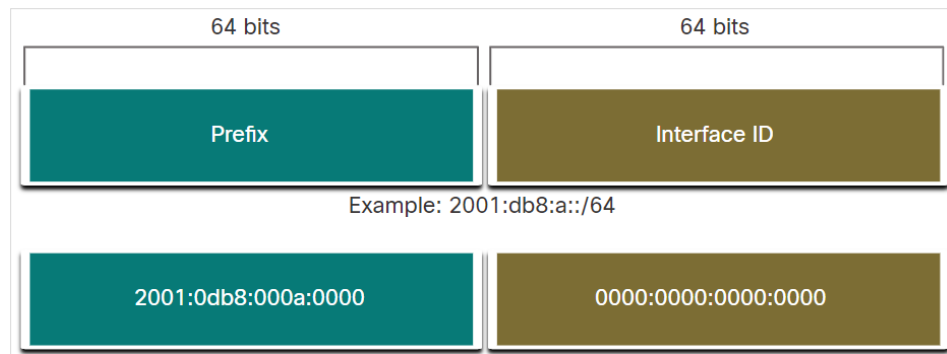 64 bits 64 bits
Prefix Interface ID
Example: 2001:db8:a::/64
2001:0db8:000a:0000 0000:0000:0000:0000